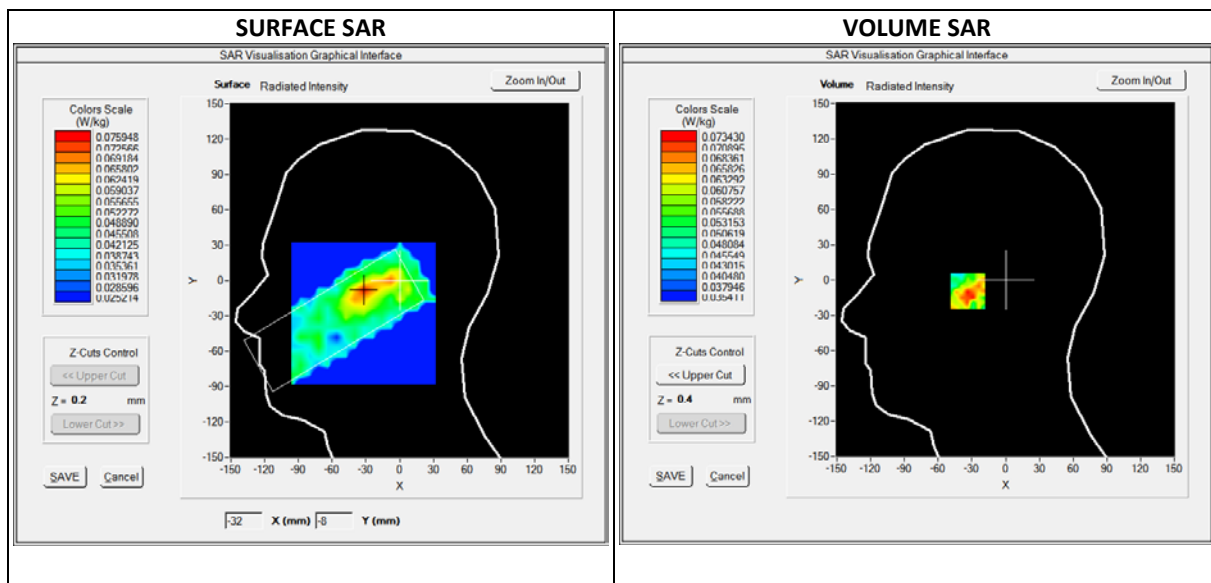 SURFACE SAR
SAR Visualisation Graphical Interface
Surface Radiated Intensity
Zoom In/Out
Colors Scale
(W/kg)
0.075948
0.072566
0.069184
0.065802
0.062419
0.059037
0.055655
0.052272
0.048890
0.045508
0.042125
0.038743
0.035361
0.031978
0.028596
0.025214
Z-Cuts Control
<< Upper Cut
Z = 0.2 mm
Lower Cut >>
SAVE Cancel
150
120
90
60
30
0
-30
-60
-90
-120
-150
Y
-150 -120 -90 -60 -30 0 30 60 90 120 150
X
-32 X (mm) -8 Y (mm)
VOLUME SAR
SAR Visualisation Graphical Interface
Volume Radiated Intensity
Zoom In/Out
Colors Scale
(W/kg)
0.073430
0.070895
0.068361
0.065826
0.063292
0.060757
0.058222
0.055688
0.053153
0.050619
0.048084
0.045549
0.043015
0.040480
0.037946
0.035411
Z-Cuts Control
<< Upper Cut
Z = 0.4 mm
Lower Cut >>
SAVE Cancel
150
120
90
60
30
0
-30
-60
-90
-120
-150
Y
-150 -120 -90 -60 -30 0 30 60 90 120 150
X